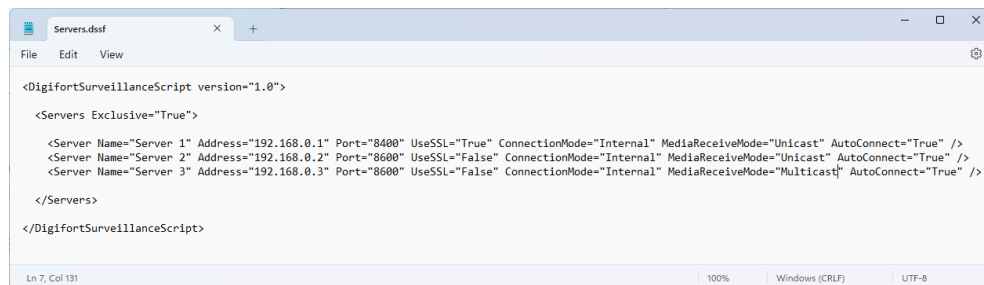 Servers.dssf
File Edit View
<DigifortSurveillanceScript version="1.0">
<Servers Exclusive="True">
<Server Name="Server 1" Address="192.168.0.1" Port="8400" UseSSL="True" ConnectionMode="Internal" MediaReceiveMode="Unicast" AutoConnect="True" />
<Server Name="Server 2" Address="192.168.0.2" Port="8600" UseSSL="False" ConnectionMode="Internal" MediaReceiveMode="Unicast" AutoConnect="True" />
<Server Name="Server 3" Address="192.168.0.3" Port="8600" UseSSL="False" ConnectionMode="Internal" MediaReceiveMode="Multicast" AutoConnect="True" />
</Servers>
</DigifortSurveillanceScript>
Ln 7, Col 131 100% Windows (CRLF) UTF-8